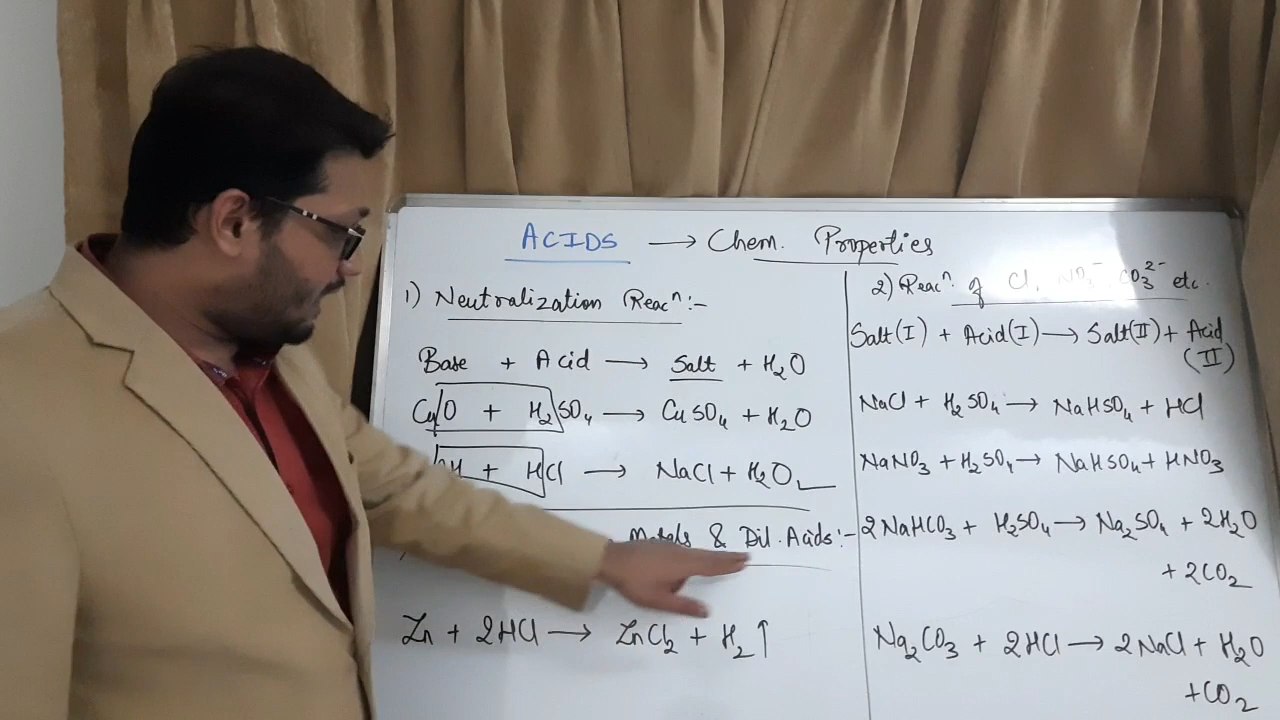 ACIDS → Chem. Properties
1) Neutralization Reacⁿ :-
Base + Acid → Salt + H₂O
CuO + H₂SO₄ → CuSO₄ + H₂O
+ HCl → NaCl + H₂O
Metals & Dil. Acids :-
Zn + 2HCl → ZnCl₂ + H₂↑
2) Reacⁿ of Cl, NO₃⁻, CO₃²⁻ etc.
Salt(I) + Acid(I) → Salt(II) + Acid
(II)
NaCl + H₂SO₄ → NaHSO₄ + HCl
NaNO₃ + H₂SO₄ → NaHSO₄ + HNO₃
2NaHCO₃ + H₂SO₄ → Na₂SO₄ + 2H₂O
+ 2CO₂
Na₂CO₃ + 2HCl → 2NaCl + H₂O
+CO₂